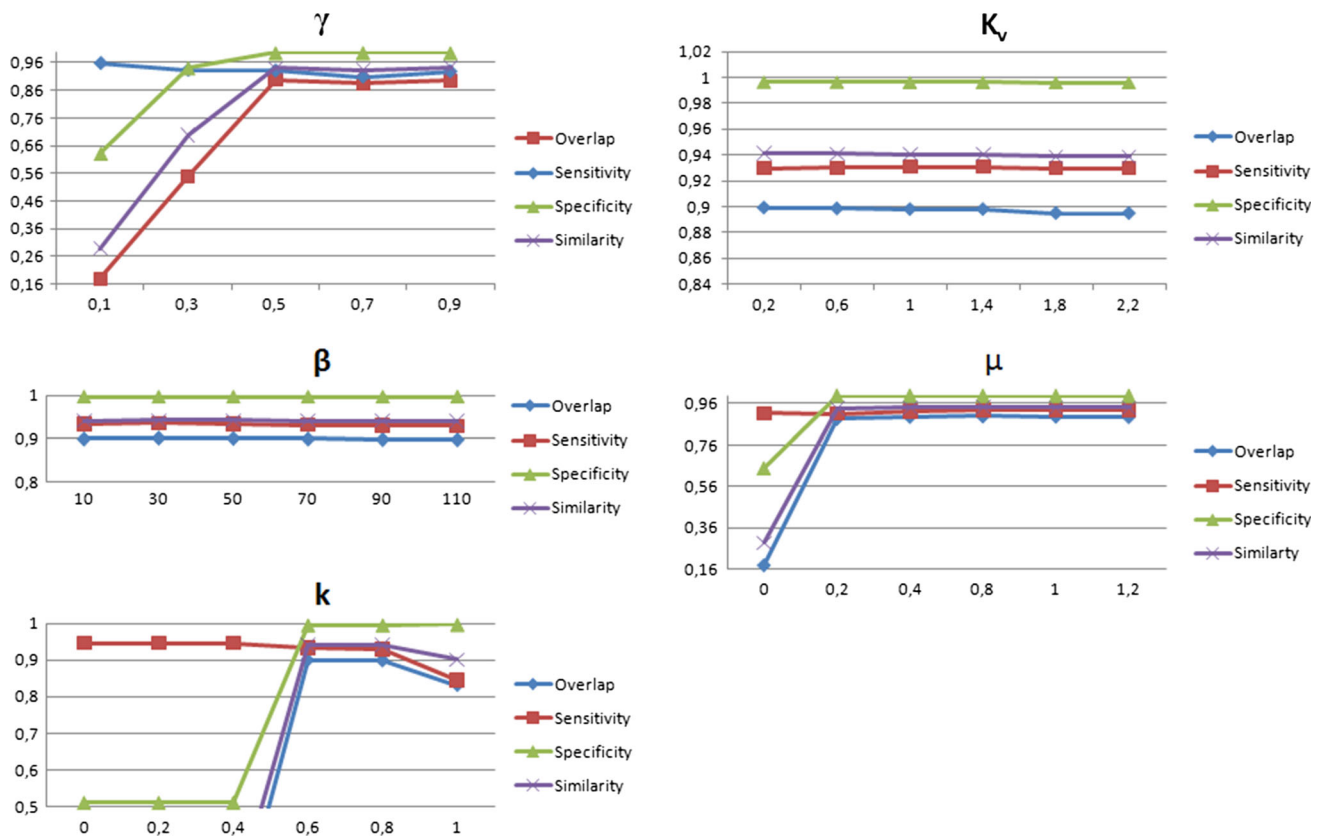 γ
0,96
0,86
0,76
0,66
0,56
0,46
0,36
0,26
0,16
0,1 0,3 0,5 0,7 0,9
Overlap
Sensitivity
Specificity
Similarity
Kv
1,02
1
0,98
0,96
0,94
0,92
0,9
0,88
0,86
0,84
0,2 0,6 1 1,4 1,8 2,2
Overlap
Sensitivity
Specificity
Similarity
β
1
0,9
0,8
10 30 50 70 90 110
Overlap
Sensitivity
Specificity
Similarity
μ
0,96
0,76
0,56
0,36
0,16
0 0,2 0,4 0,8 1 1,2
Overlap
Sensitivity
Specificity
Similarty
k
1
0,9
0,8
0,7
0,6
0,5
0 0,2 0,4 0,6 0,8 1
Overlap
Sensitivity
Specificity
Similarity